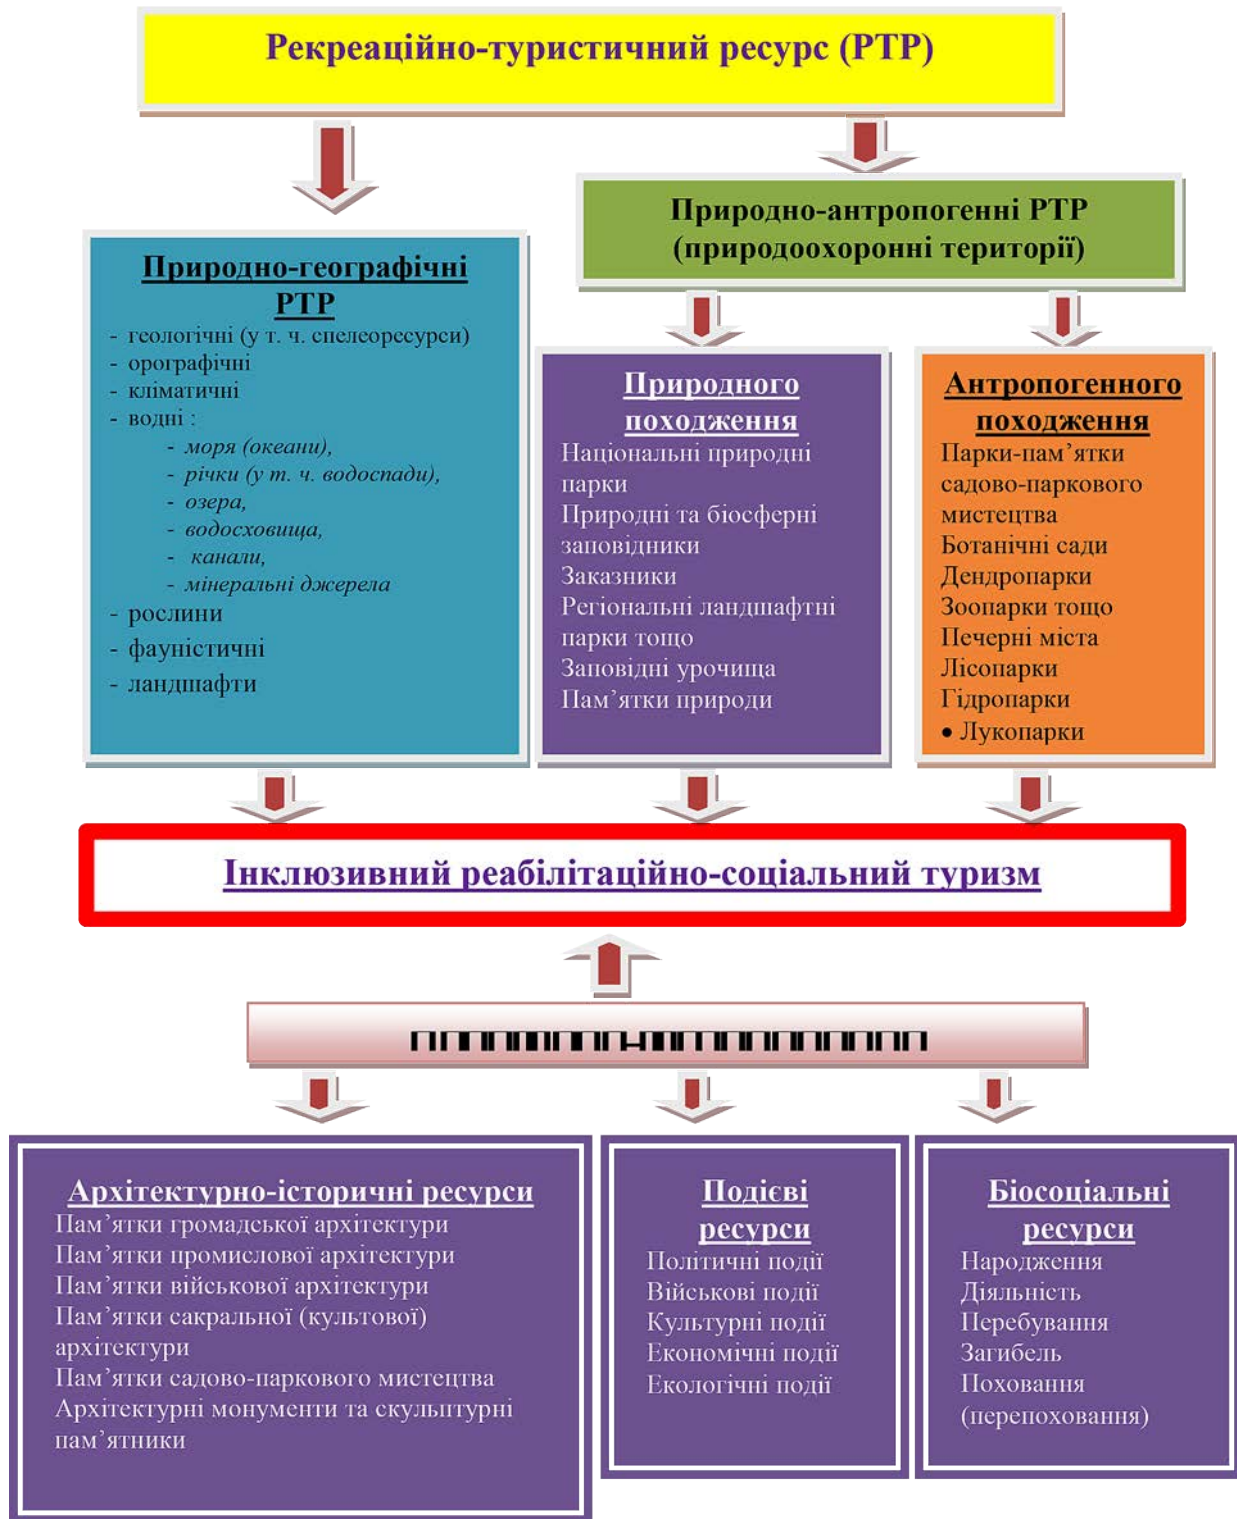 Рекреаційно-туристичний ресурс (РТР)
Природно-антропогенні РТР
(природоохоронні території)
Природно-географічні
РТР
- геологічні (у т. ч. спелеоресурси)
- орографічні
- кліматичні
- водні :
- моря (океани),
- річки (у т. ч. водоспади),
- озера,
- водосховища,
- канали,
- мінеральні джерела
- рослини
- фауністичні
- ландшафти
Природного
походження
Національні природні
парки
Природні та біосферні
заповідники
Заказники
Регіональні ландшафтні
парки тощо
Заповідні урочища
Пам’ятки природи
Антропогенного
походження
Парки-пам’ятки
садово-паркового
мистецтва
Ботанічні сади
Дендропарки
Зоопарки тощо
Печерні міста
Лісопарки
Гідропарки
• Лукопарки
Інклюзивний реабілітаційно-соціальний туризм
Архітектурно-історичні ресурси
Пам’ятки громадської архітектури
Пам’ятки промислової архітектури
Пам’ятки військової архітектури
Пам’ятки сакральної (культової)
архітектури
Пам’ятки садово-паркового мистецтва
Архітектурні монументи та скульптурні
пам’ятники
Подієві
ресурси
Політичні події
Військові події
Культурні події
Економічні події
Екологічні події
Біосоціальні
ресурси
Народження
Діяльність
Перебування
Загибель
Поховання
(перепоховання)